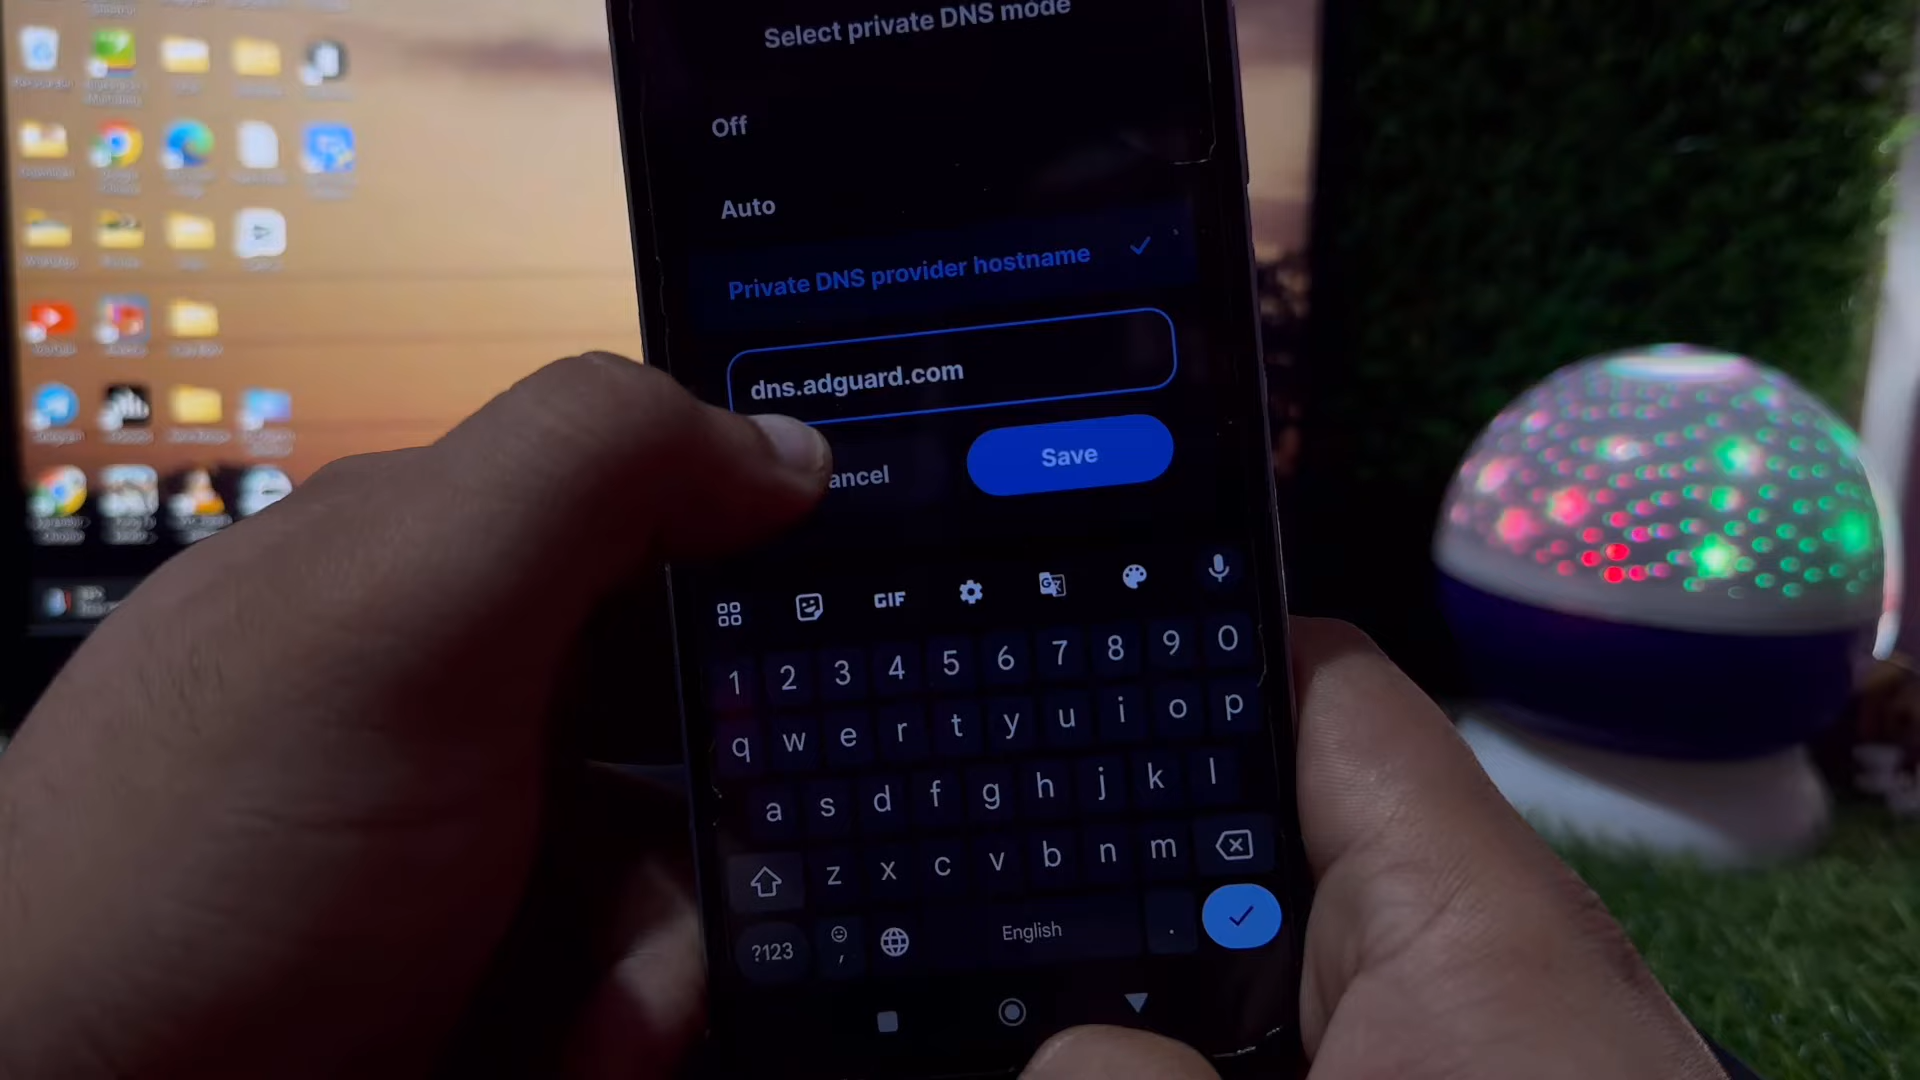 Select private DNS mode
Off
Auto
Private DNS provider hostname
dns.adguard.com
ancel
Save
GIF
1 2 3 4 5 6 7 8 9 0
q w e r t y u i o p
a s d f g h j k l
z x c v b n m
?123 , English .